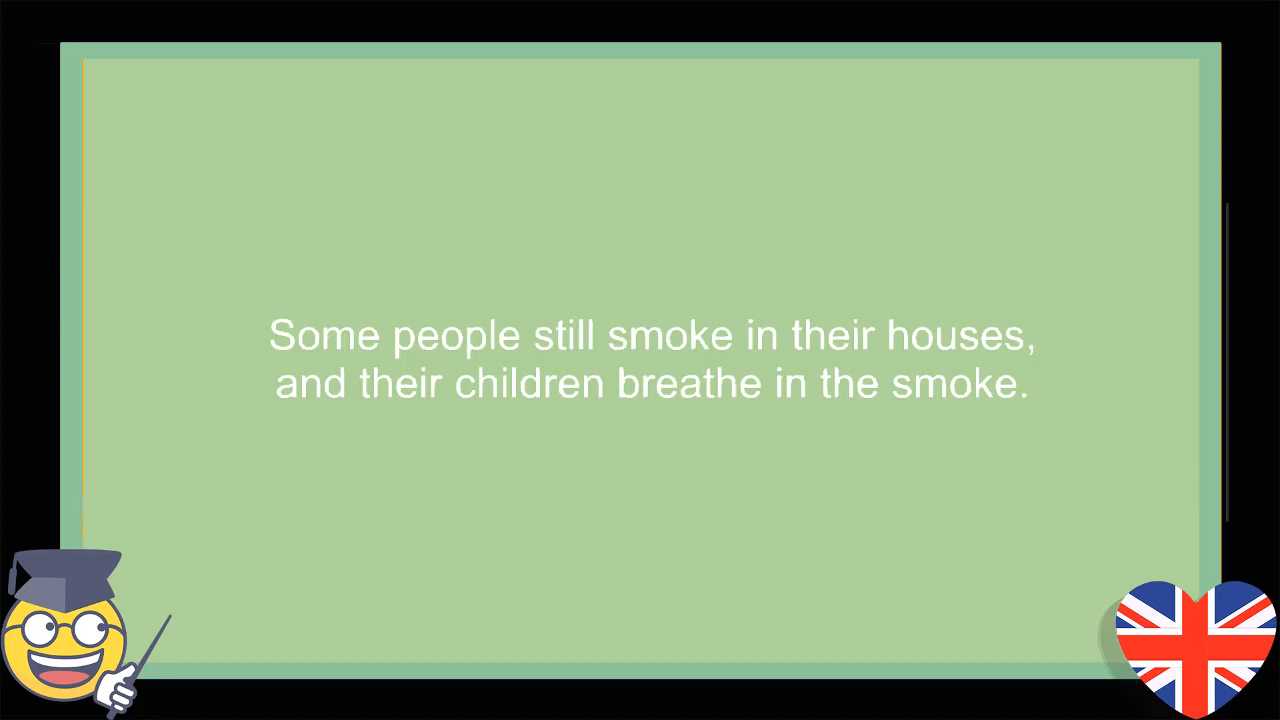 Some people still smoke in their houses,
and their children breathe in the smoke.